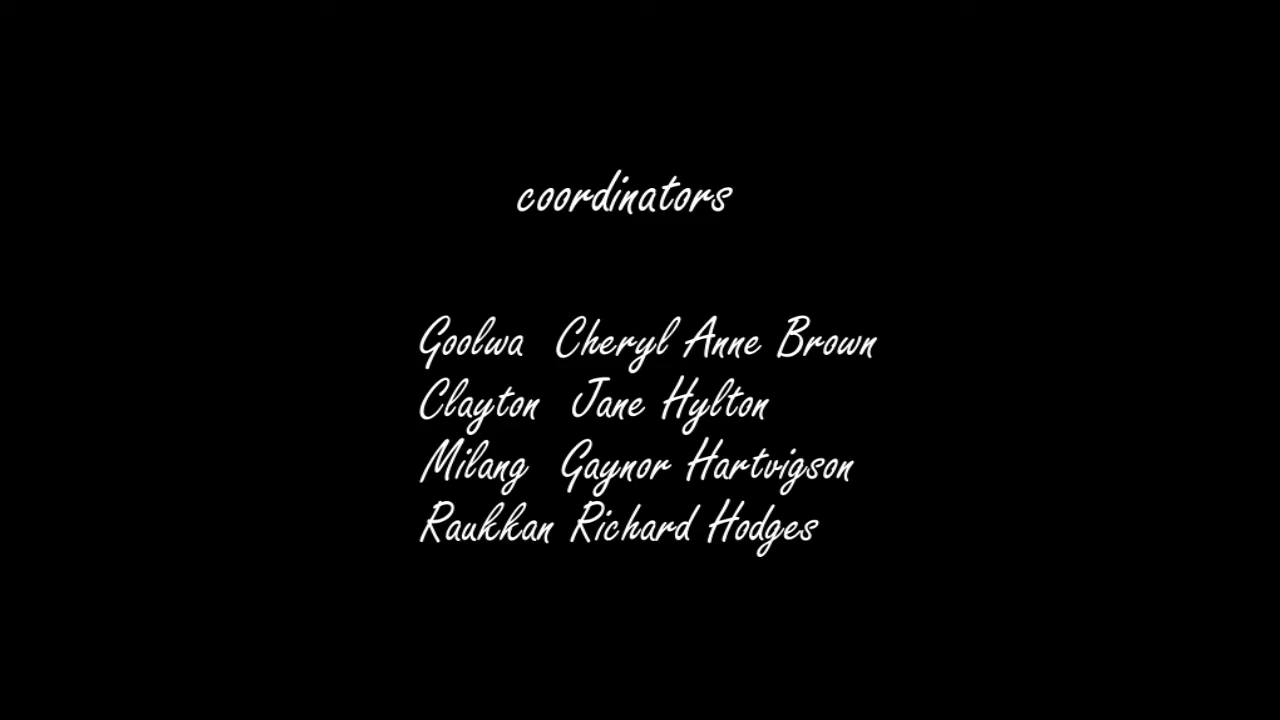 coordinators
Goolwa Cheryl Anne Brown
Clayton Jane Hylton
Milang Gaynor Hartvigson
Raukkan Richard Hodges